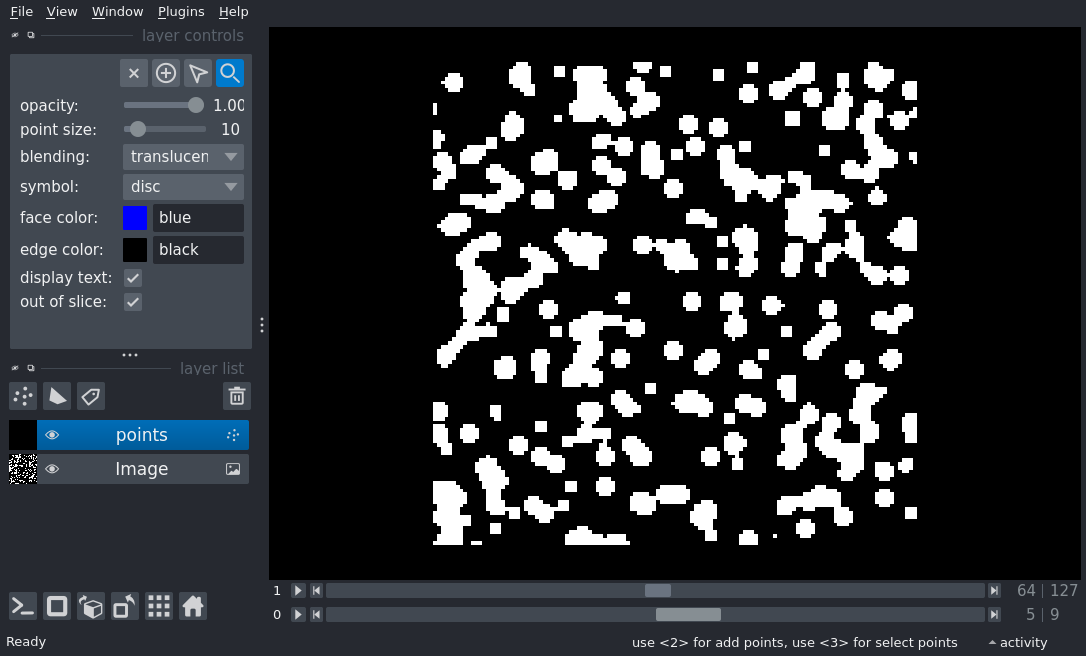 File View Window Plugins Help
layer controls
opacity: 1.00
point size: 10
blending: translucen
symbol: disc
face color: blue
edge color: black
display text:
out of slice:
layer list
points
Image
1 64 | 127
0 5 | 9
Ready use <2> for add points, use <3> for select points activity